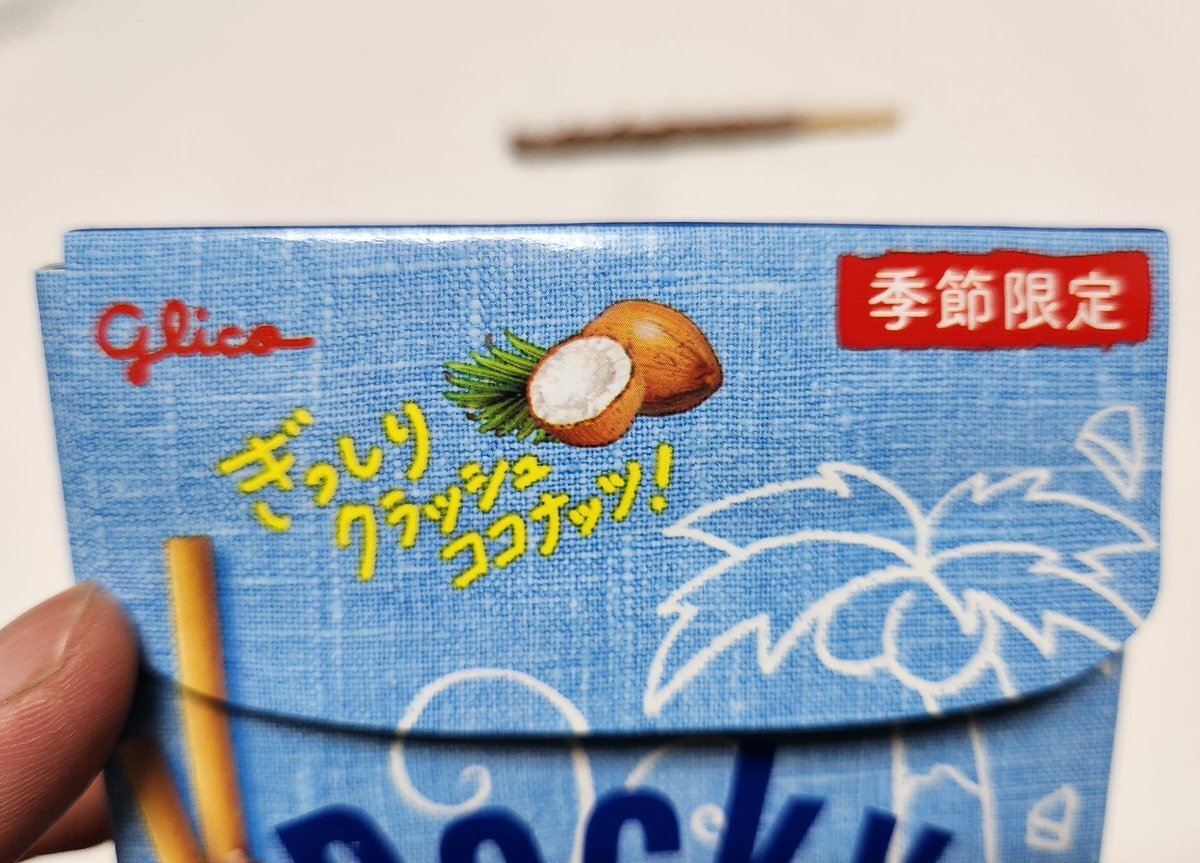 Glico
季節限定
ぎっしり
クラッシュ
ココナッツ!
Pocky